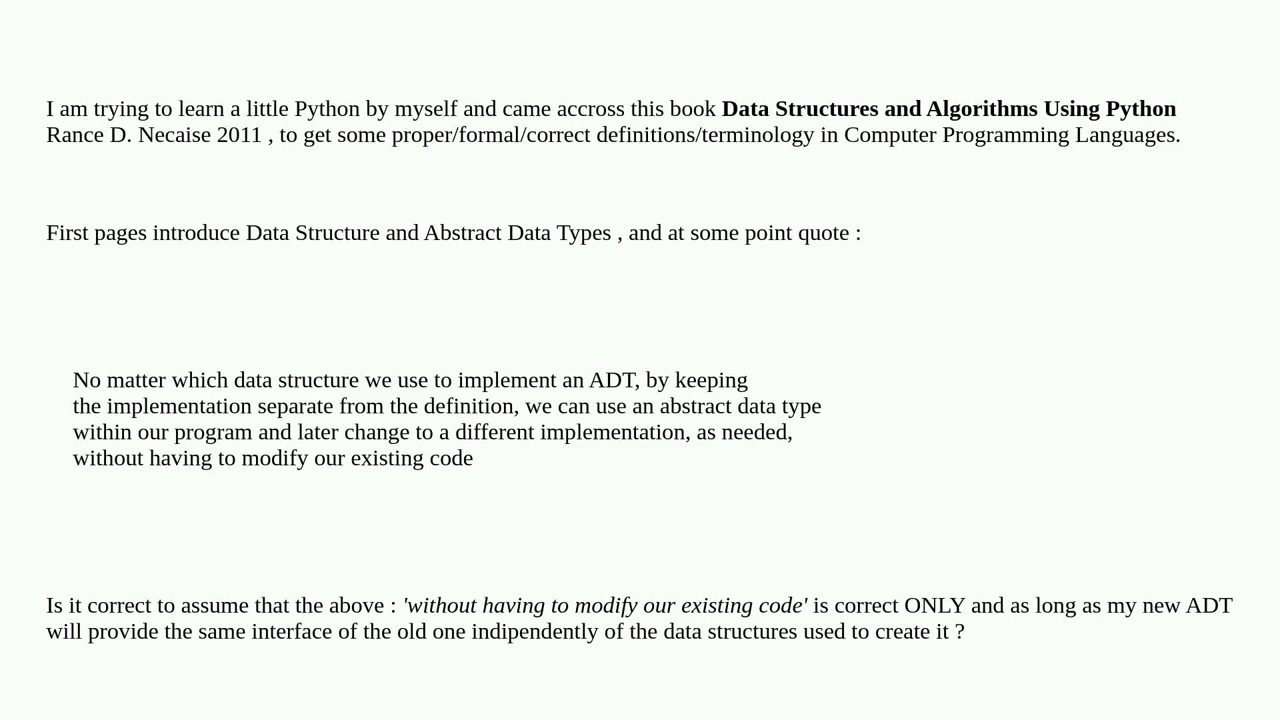 I am trying to learn a little Python by myself and came accross this book Data Structures and Algorithms Using Python
Rance D. Necaise 2011 , to get some proper/formal/correct definitions/terminology in Computer Programming Languages.
First pages introduce Data Structure and Abstract Data Types , and at some point quote :
No matter which data structure we use to implement an ADT, by keeping
the implementation separate from the definition, we can use an abstract data type
within our program and later change to a different implementation, as needed,
without having to modify our existing code
Is it correct to assume that the above : 'without having to modify our existing code' is correct ONLY and as long as my new ADT
will provide the same interface of the old one indipendently of the data structures used to create it ?